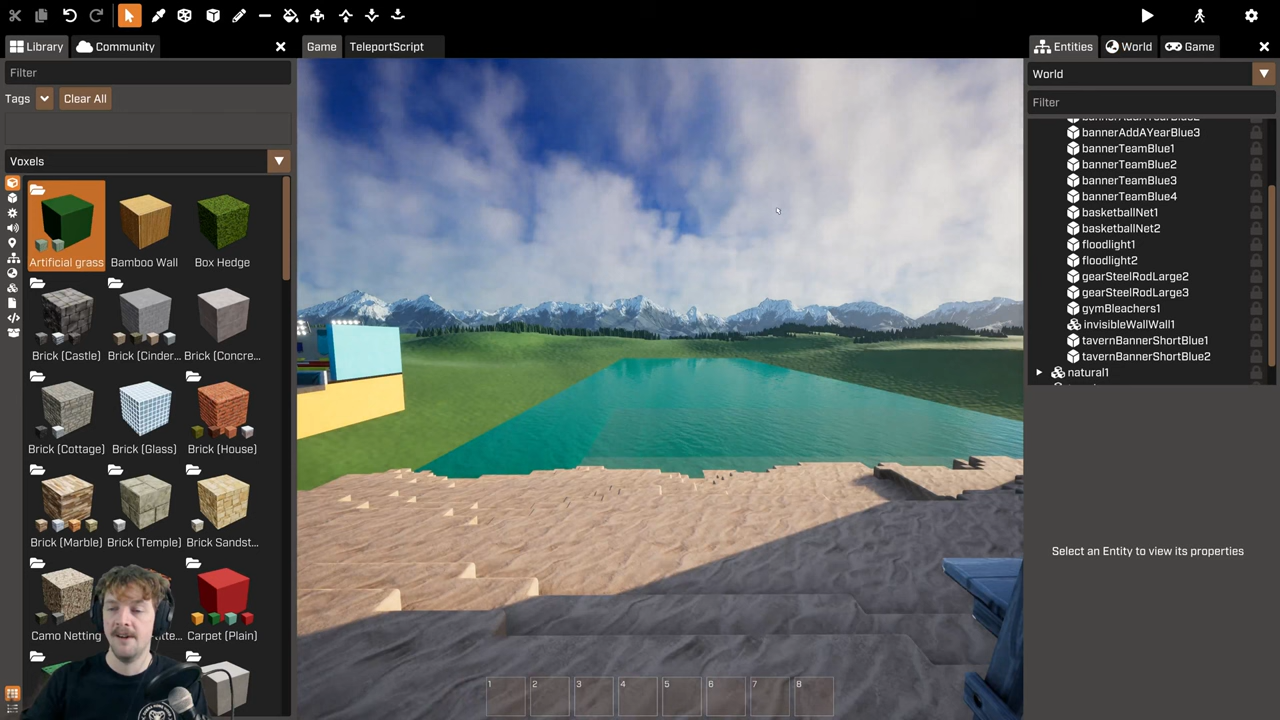 Library
Community
Game
TeleportScript
Entities
World
Game
Filter
Tags
Clear All
Voxels
Artificial grass
Bamboo Wall
Box Hedge
Brick (Castle)
Brick (Cinder...
Brick (Concre...
Brick (Cottage)
Brick (Glass)
Brick (House)
Brick (Marble)
Brick (Temple)
Brick Sandst...
Camo Netting
Carpet (Plain)
1
2
3
4
5
6
7
8
World
Filter
bannerAddAYearBlue3
bannerTeamBlue1
bannerTeamBlue2
bannerTeamBlue3
bannerTeamBlue4
basketballNet1
basketballNet2
floodlight1
floodlight2
gearSteelRodLarge2
gearSteelRodLarge3
gymBleachers1
invisibleWallWall1
tavernBannerShortBlue1
tavernBannerShortBlue2
natural1
Select an Entity to view its properties